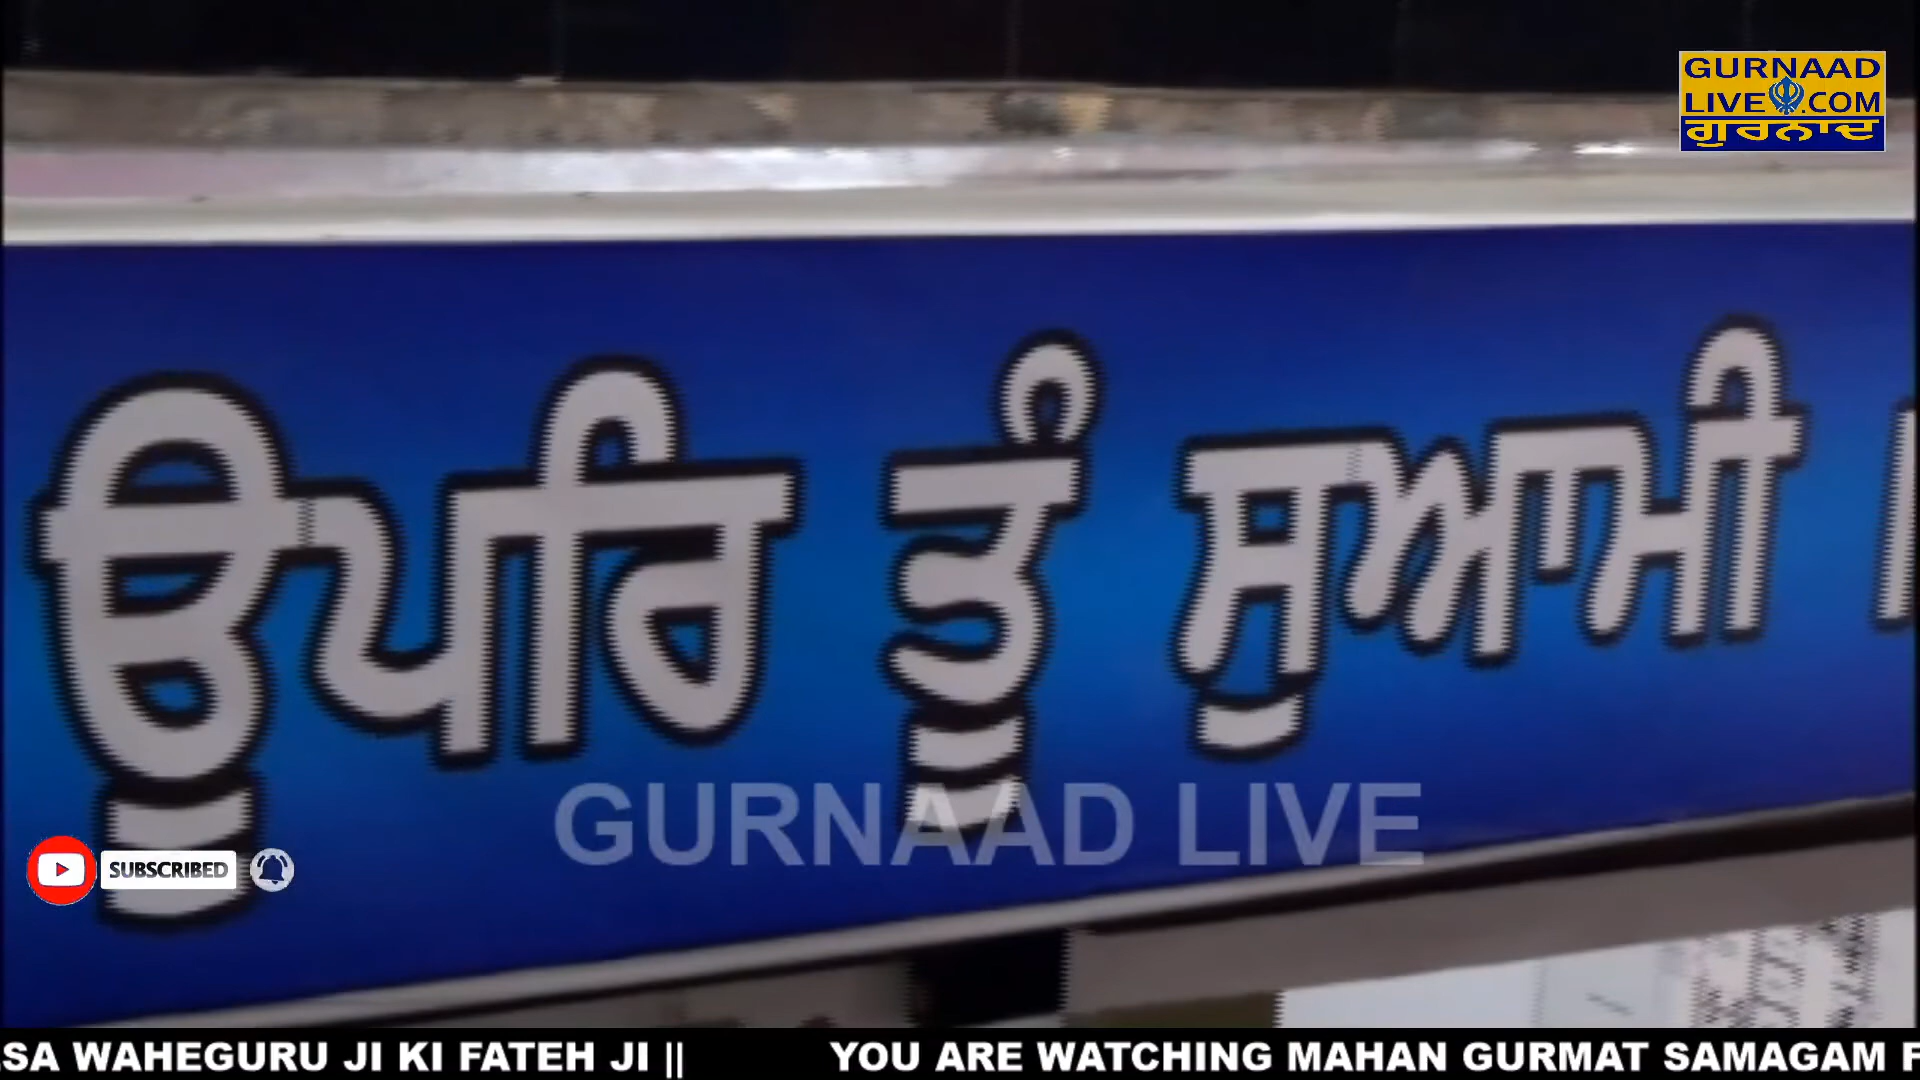 GURNAAD
LIVE.COM
ਗੁਰਨਾਦ
ਊਪਰਿ ਤੂੰ ਸੁਆਮੀ
GURNAAD LIVE
SUBSCRIBED
WAHEGURU JI KI FATEH JI || YOU ARE WATCHING MAHAN GURMAT SAMAGAM